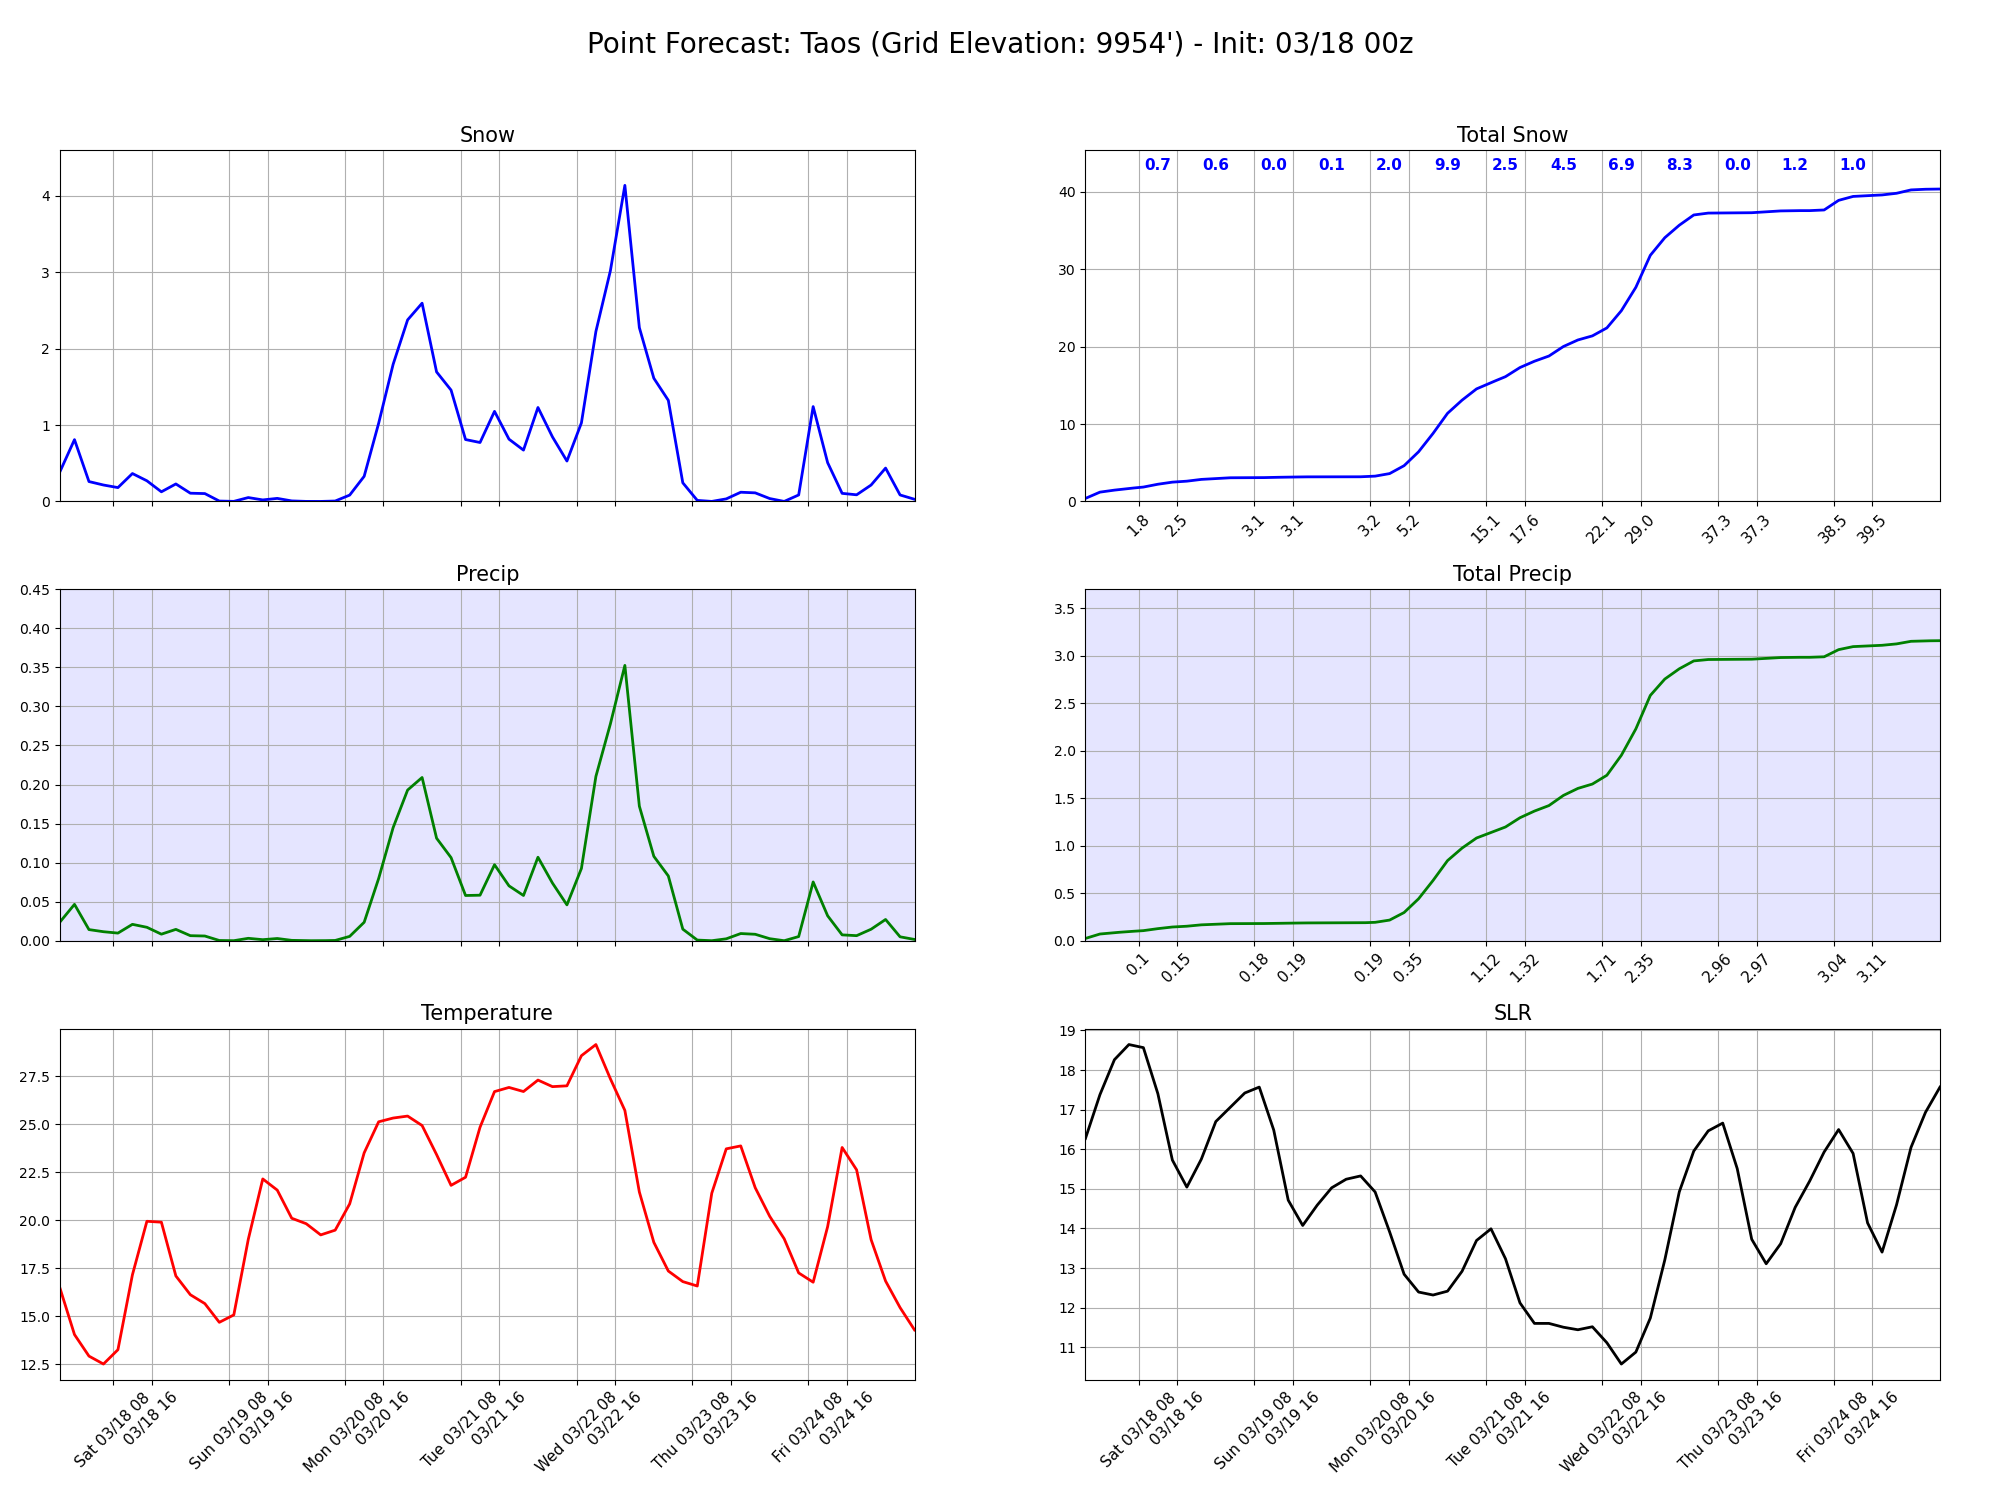 Point Forecast: Taos (Grid Elevation: 9954') - Init: 03/18 00z
Snow
4
3
2
1
0
Total Snow
0.7 0.6 0.0 0.1 2.0 9.9 2.5 4.5 6.9 8.3 0.0 1.2 1.0
40
30
20
10
0
1.8 2.5 3.1 3.1 3.2 5.2 15.1 17.6 22.1 29.0 37.3 37.3 38.5 39.5
Precip
0.45
0.40
0.35
0.30
0.25
0.20
0.15
0.10
0.05
0.00
Total Precip
3.5
3.0
2.5
2.0
1.5
1.0
0.5
0.0
0.1 0.15 0.18 0.19 0.19 0.35 1.12 1.32 1.71 2.35 2.96 2.97 3.04 3.11
Temperature
27.5
25.0
22.5
20.0
17.5
15.0
12.5
Sat 03/18 08
03/18 16
Sun 03/19 08
03/19 16
Mon 03/20 08
03/20 16
Tue 03/21 08
03/21 16
Wed 03/22 08
03/22 16
Thu 03/23 08
03/23 16
Fri 03/24 08
03/24 16
SLR
19
18
17
16
15
14
13
12
11
Sat 03/18 08
03/18 16
Sun 03/19 08
03/19 16
Mon 03/20 08
03/20 16
Tue 03/21 08
03/21 16
Wed 03/22 08
03/22 16
Thu 03/23 08
03/23 16
Fri 03/24 08
03/24 16